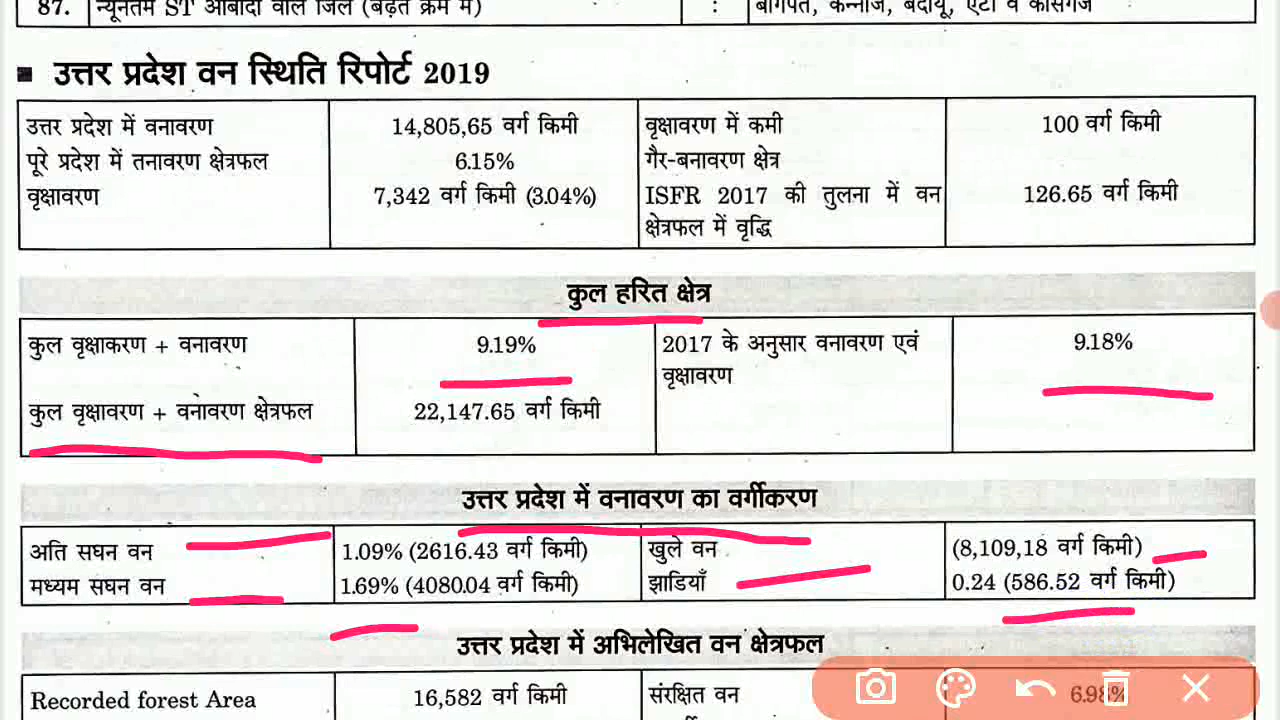 87. न्यूनतम ST आबादी वाले जिले (बढ़ते क्रम में) : बागपत, कन्नौज, बदायूं, एटा व कासगंज
■ उत्तर प्रदेश वन स्थिति रिपोर्ट 2019
उत्तर प्रदेश में वनावरण 14,805,65 वर्ग किमी वृक्षावरण में कमी 100 वर्ग किमी
पूरे प्रदेश में तनावरण क्षेत्रफल 6.15% गैर-बनावरण क्षेत्र
वृक्षावरण 7,342 वर्ग किमी (3.04%) ISFR 2017 की तुलना में वन 126.65 वर्ग किमी
क्षेत्रफल में वृद्धि
कुल हरित क्षेत्र
कुल वृक्षाकरण + वनावरण 9.19% 2017 के अनुसार वनावरण एवं 9.18%
वृक्षावरण
कुल वृक्षावरण + वनावरण क्षेत्रफल 22,147.65 वर्ग किमी
उत्तर प्रदेश में वनावरण का वर्गीकरण
अति सघन वन 1.09% (2616.43 वर्ग किमी) खुले वन (8,109,18 वर्ग किमी)
मध्यम सघन वन 1.69% (4080.04 वर्ग किमी) झाडियाँ 0.24 (586.52 वर्ग किमी)
उत्तर प्रदेश में अभिलेखित वन क्षेत्रफल
Recorded forest Area 16,582 वर्ग किमी संरक्षित वन 6.98%